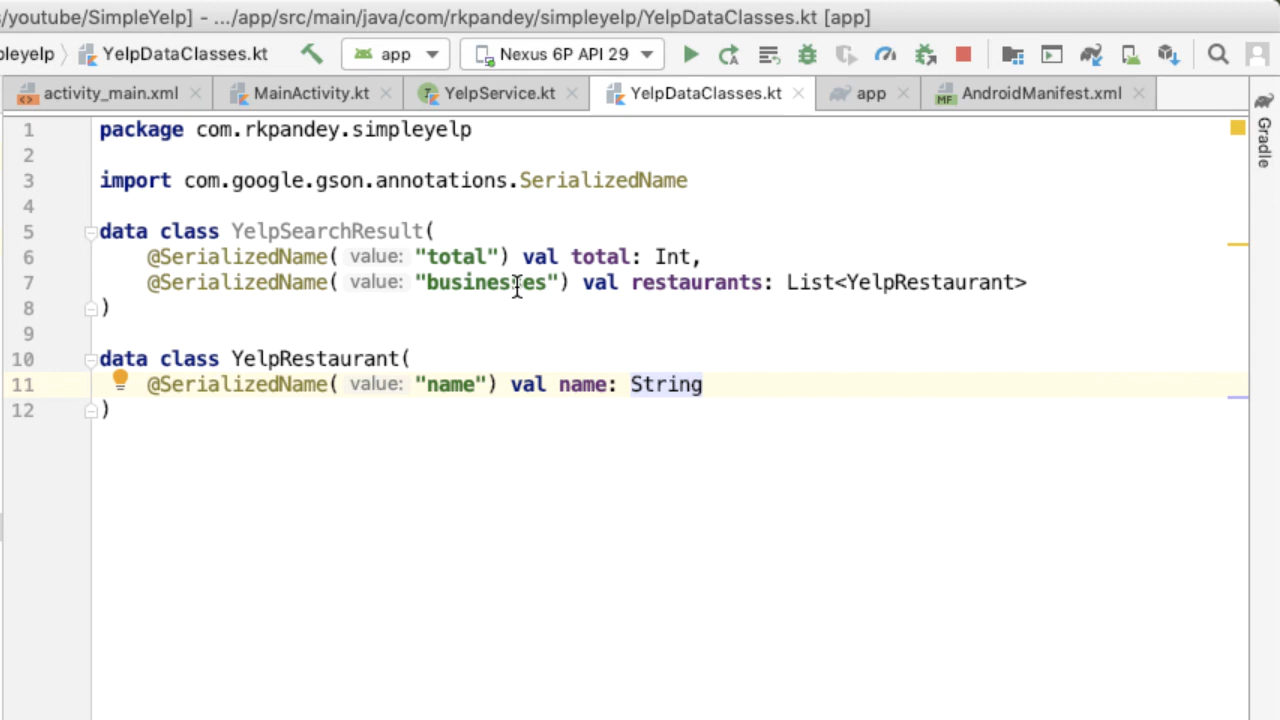 /youtube/SimpleYelp] - .../app/src/main/java/com/rkpandey/simpleyelp/YelpDataClasses.kt [app]
pleyelp YelpDataClasses.kt app Nexus 6P API 29
activity_main.xml MainActivity.kt YelpService.kt YelpDataClasses.kt app AndroidManifest.xml
Gradle
1 package com.rkpandey.simpleyelp
2
3 import com.google.gson.annotations.SerializedName
4
5 data class YelpSearchResult(
6 @SerializedName( value: "total") val total: Int,
7 @SerializedName( value: "businesses") val restaurants: List<YelpRestaurant>
8 )
9
10 data class YelpRestaurant(
11 @SerializedName( value: "name") val name: String
12 )